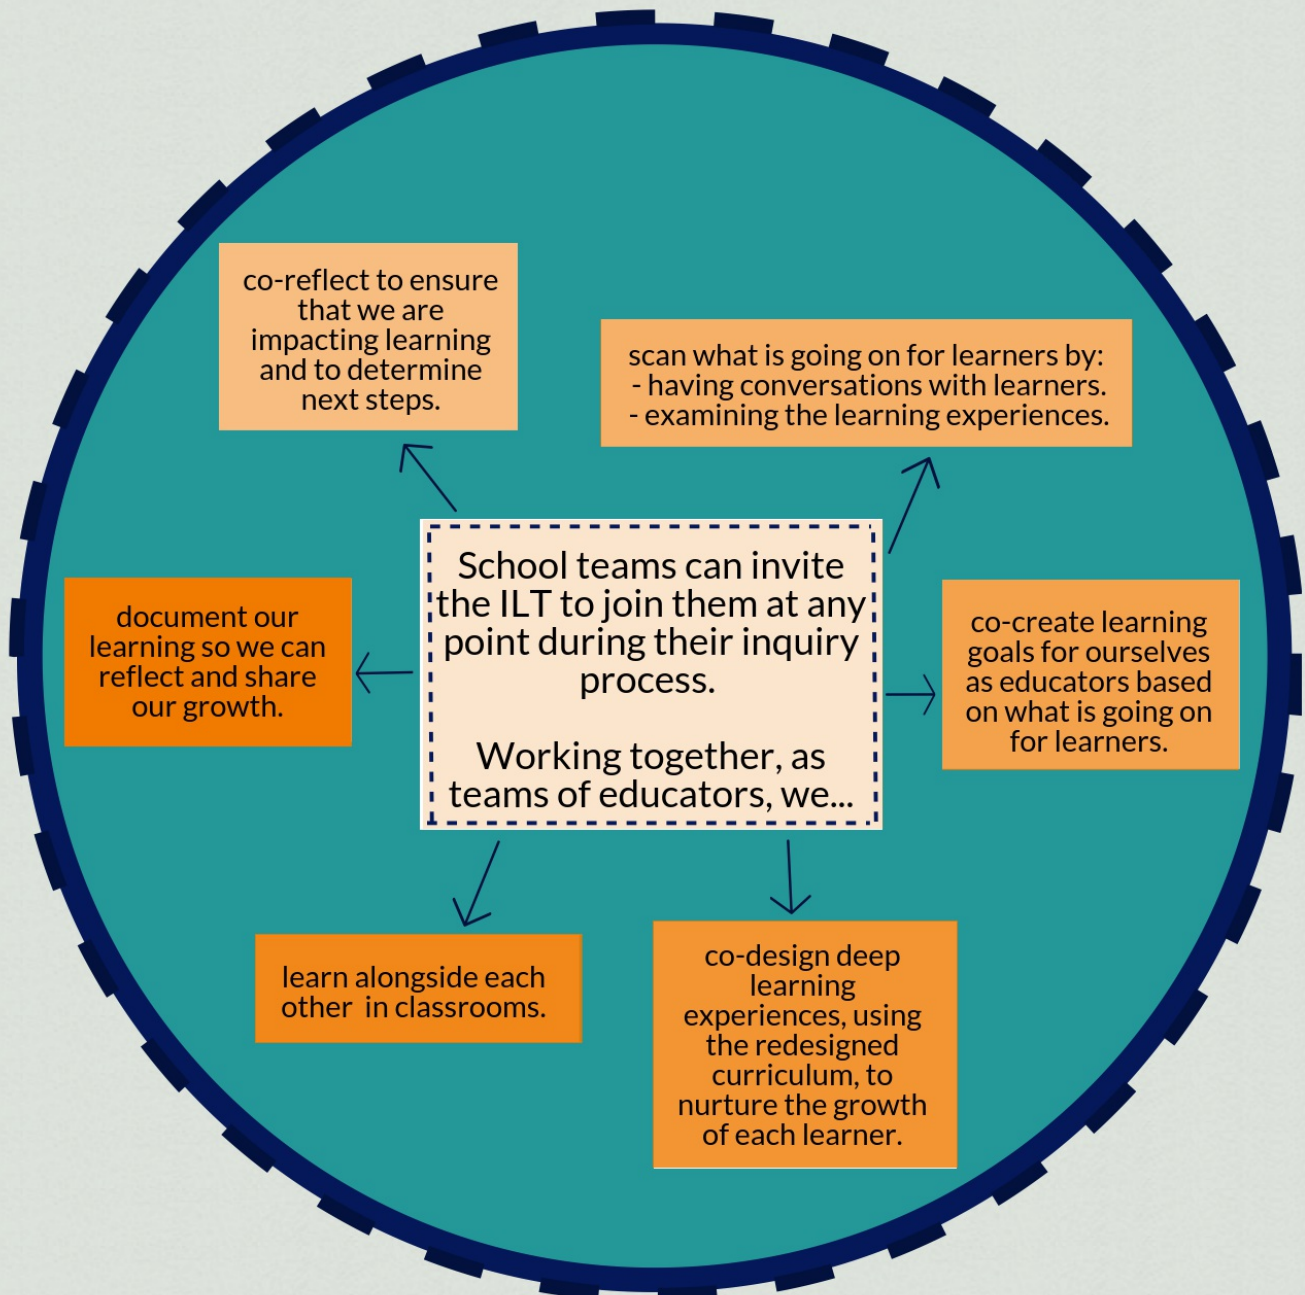 School teams can invite
the ILT to join them at any
point during their inquiry
process.
Working together, as
teams of educators, we...
scan what is going on for learners by:
- having conversations with learners.
- examining the learning experiences.
co-create learning
goals for ourselves
as educators based
on what is going on
for learners.
co-design deep
learning
experiences, using
the redesigned
curriculum, to
nurture the growth
of each learner.
learn alongside each
other in classrooms.
document our
learning so we can
reflect and share
our growth.
co-reflect to ensure
that we are
impacting learning
and to determine
next steps.